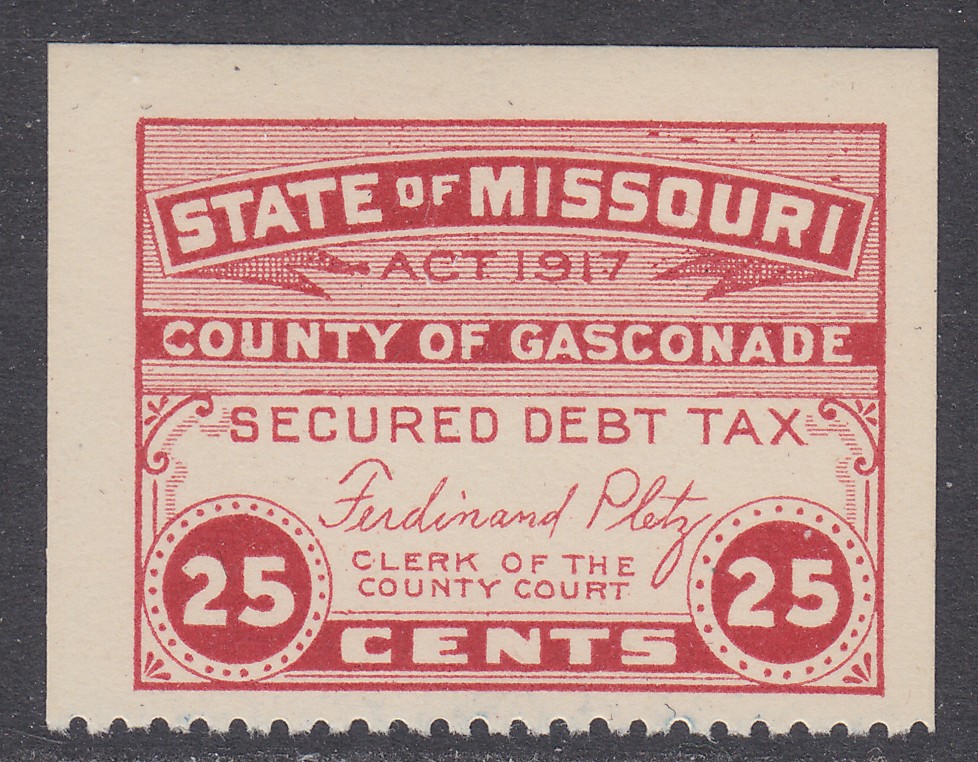 STATE OF MISSOURI
ACT 1917
COUNTY OF GASCONADE
SECURED DEBT TAX
Ferdinand Pletz
CLERK OF THE
COUNTY COURT
25 25
CENTS